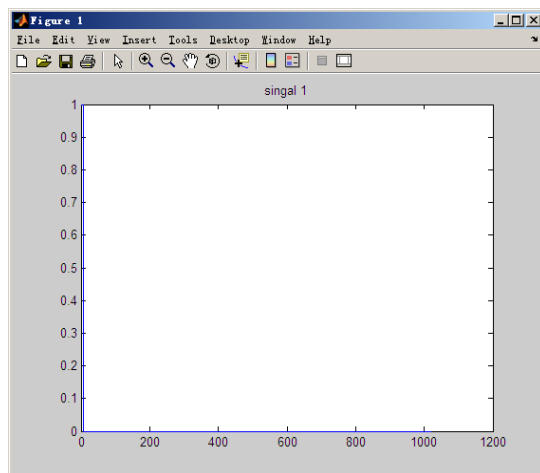 Figure 1
File Edit View Insert Tools Desktop Window Help
singal 1
1
0.9
0.8
0.7
0.6
0.5
0.4
0.3
0.2
0.1
0
0 200 400 600 800 1000 1200